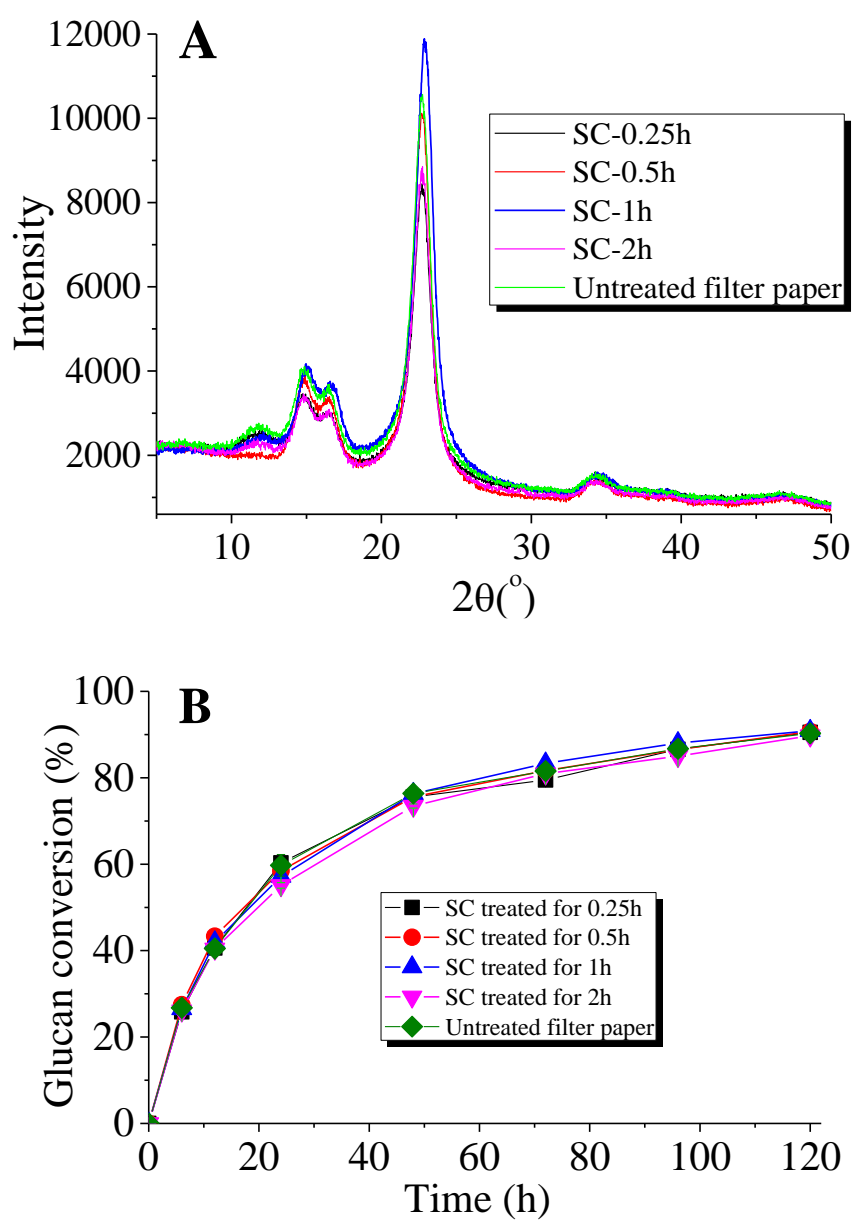 A
12000
10000
8000
6000
4000
2000
Intensity
SC-0.25h
SC-0.5h
SC-1h
SC-2h
Untreated filter paper
10 20 30 40 50
2θ(°)
B
100
80
60
40
20
0
Glucan conversion (%)
SC treated for 0.25h
SC treated for 0.5h
SC treated for 1h
SC treated for 2h
Untreated filter paper
0 20 40 60 80 100 120
Time (h)